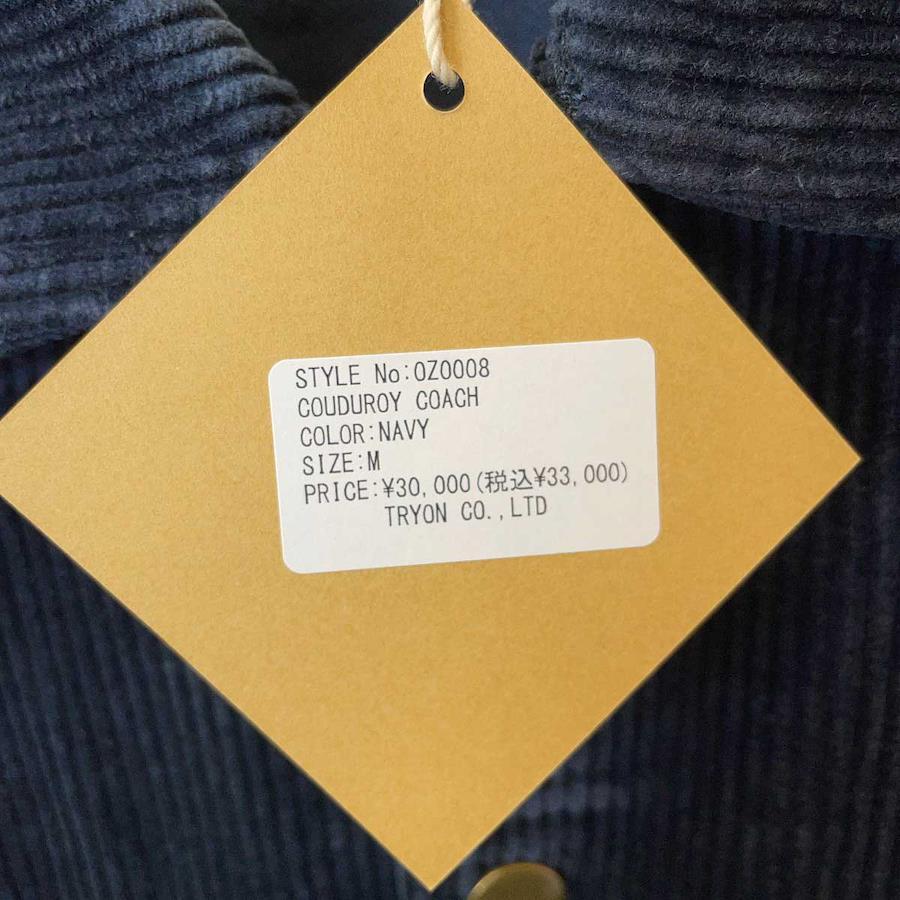 STYLE No:OZ0008
COUDUROY COACH
COLOR:NAVY
SIZE:M
PRICE:¥30,000(税込¥33,000)
TRYON CO.,LTD